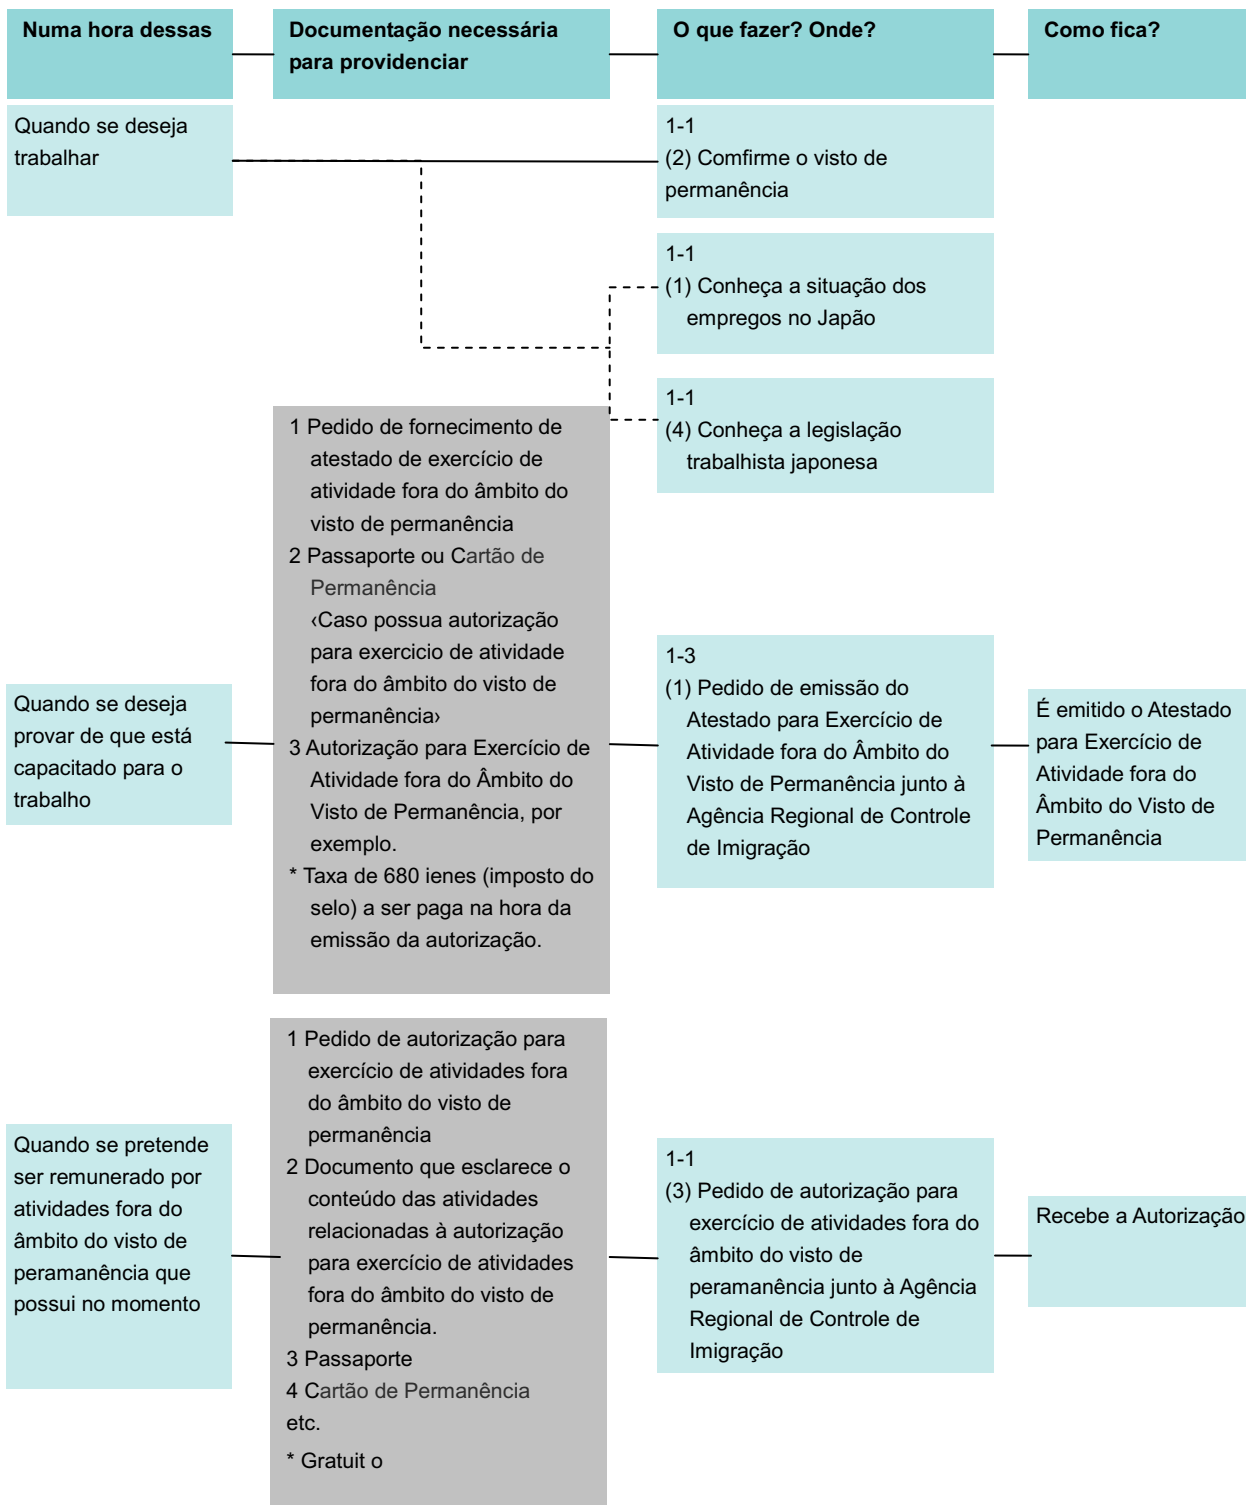 Numa hora dessas
Documentação necessária
para providenciar
O que fazer? Onde?
Como fica?
Quando se deseja
trabalhar
1-1
(2) Comfirme o visto de
permanência
1-1
(1) Conheça a situação dos
empregos no Japão
1-1
(4) Conheça a legislação
trabalhista japonesa
Quando se deseja
provar de que está
capacitado para o
trabalho
1 Pedido de fornecimento de
atestado de exercício de
atividade fora do âmbito do
visto de permanência
2 Passaporte ou Cartão de
Permanência
‹Caso possua autorização
para exercicio de atividade
fora do âmbito do visto de
permanência›
3 Autorização para Exercício de
Atividade fora do Âmbito do
Visto de Permanência, por
exemplo.
* Taxa de 680 ienes (imposto do
selo) a ser paga na hora da
emissão da autorização.
1-3
(1) Pedido de emissão do
Atestado para Exercício de
Atividade fora do Âmbito do
Visto de Permanência junto à
Agência Regional de Controle
de Imigração
É emitido o Atestado
para Exercício de
Atividade fora do
Âmbito do Visto de
Permanência
Quando se pretende
ser remunerado por
atividades fora do
âmbito do visto de
peramanência que
possui no momento
1 Pedido de autorização para
exercício de atividades fora
do âmbito do visto de
permanência
2 Documento que esclarece o
conteúdo das atividades
relacionadas à autorização
para exercício de atividades
fora do âmbito do visto de
permanência.
3 Passaporte
4 Cartão de Permanência
etc.
* Gratuit o
1-1
(3) Pedido de autorização para
exercício de atividades fora do
âmbito do visto de
peramanência junto à Agência
Regional de Controle de
Imigração
Recebe a Autorização